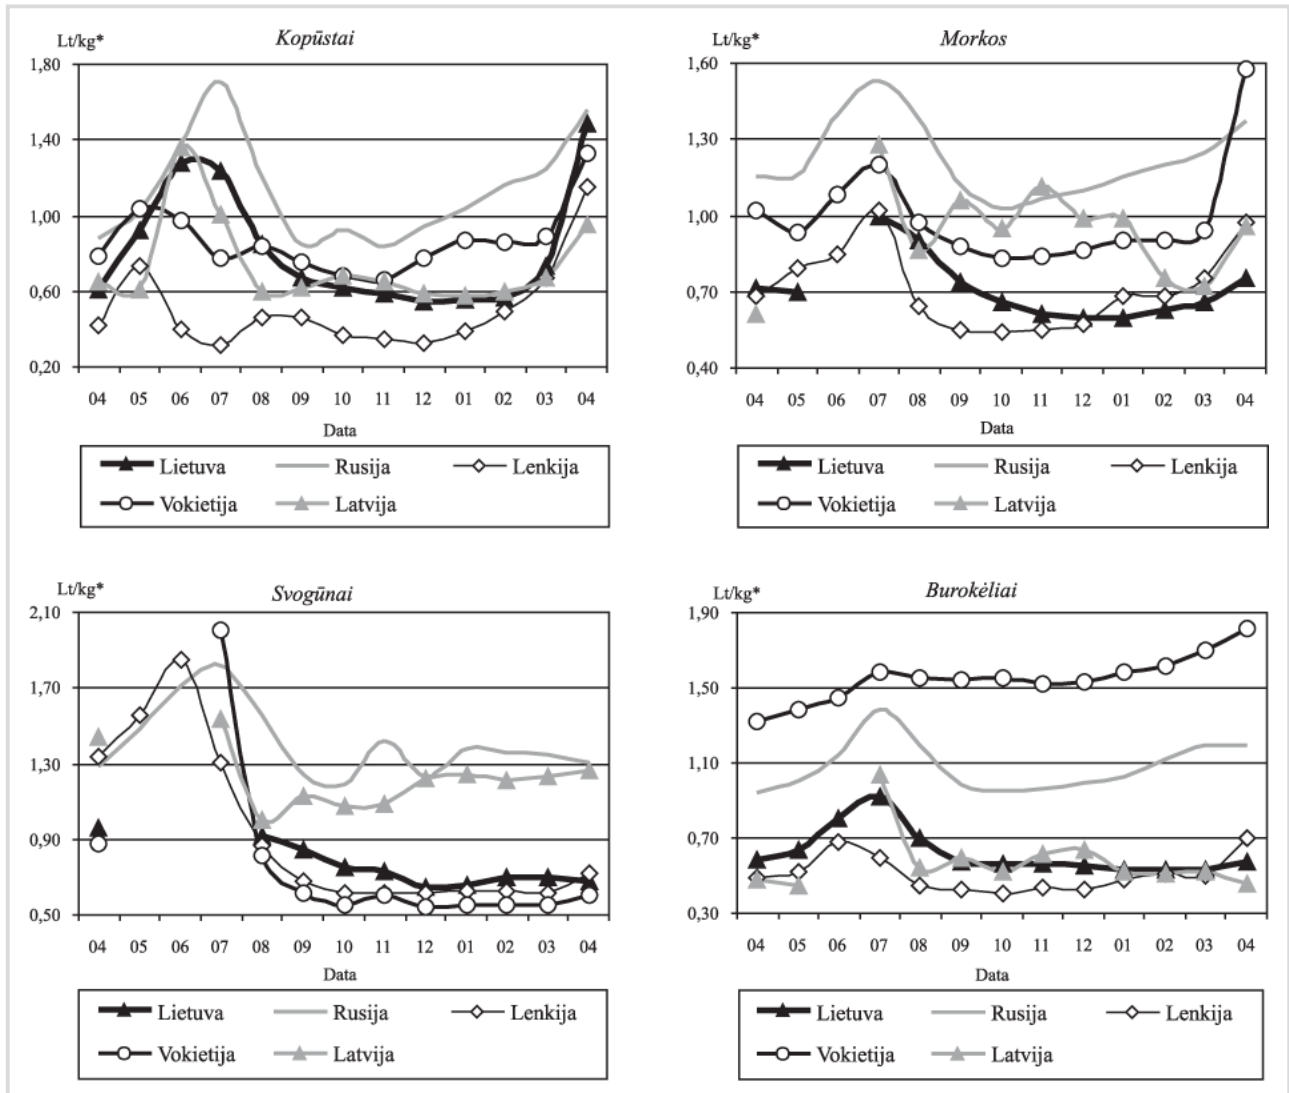 Lt/kg*
Kopūstai
1,80
1,40
1,00
0,60
0,20
04 05 06 07 08 09 10 11 12 01 02 03 04
Data
Lietuva Rusija Lenkija
Vokietija Latvija
Lt/kg*
Morkos
1,60
1,30
1,00
0,70
0,40
04 05 06 07 08 09 10 11 12 01 02 03 04
Data
Lietuva Rusija Lenkija
Vokietija Latvija
Lt/kg*
Svogūnai
2,10
1,70
1,30
0,90
0,50
04 05 06 07 08 09 10 11 12 01 02 03 04
Data
Lietuva Rusija Lenkija
Vokietija Latvija
Lt/kg*
Burokėliai
1,90
1,50
1,10
0,70
0,30
04 05 06 07 08 09 10 11 12 01 02 03 04
Data
Lietuva Rusija Lenkija
Vokietija Latvija